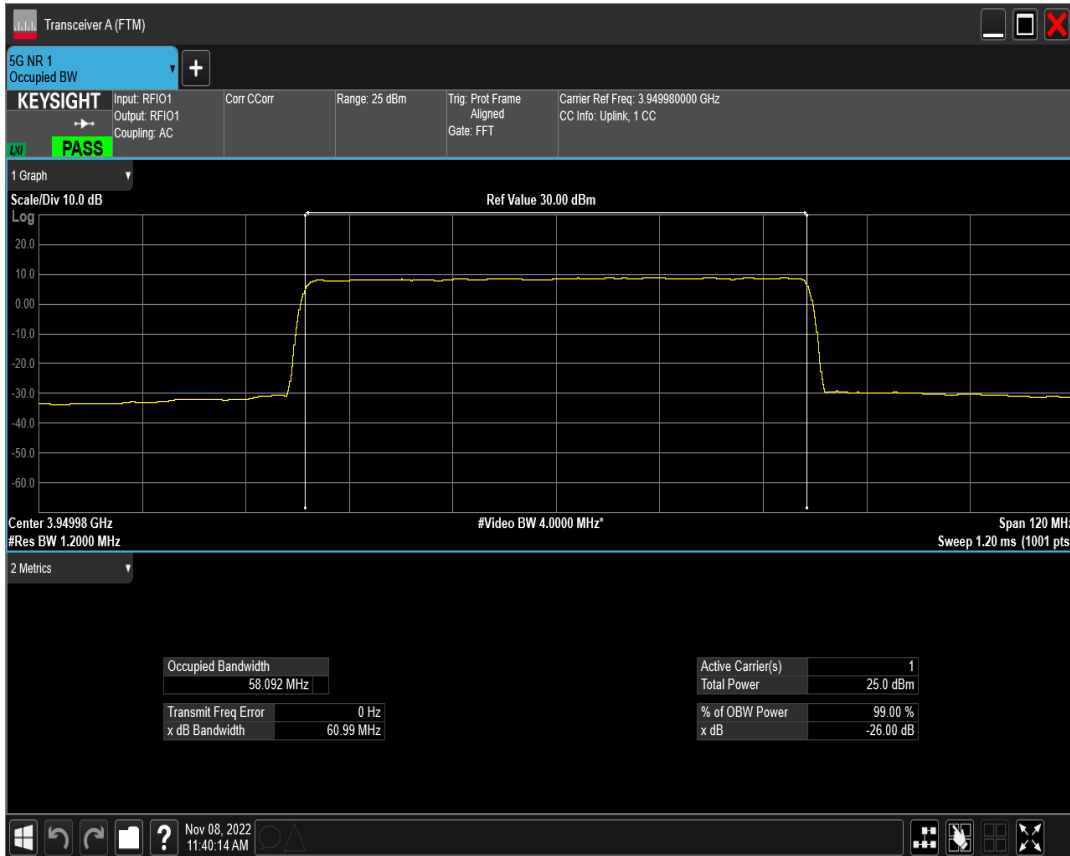 Transceiver A (FTM)
5G NR 1
Occupied BW
+
KEYSIGHT
LXI
PASS
Input: RFIO1
Output: RFIO1
Coupling: AC
Corr CCorr
Range: 25 dBm
Trig: Prot Frame
Aligned
Gate: FFT
Carrier Ref Freq: 3.949980000 GHz
CC Info: Uplink, 1 CC
1 Graph
Scale/Div 10.0 dB
Ref Value 30.00 dBm
Log
20.0
10.0
0.00
-10.0
-20.0
-30.0
-40.0
-50.0
-60.0
Center 3.94998 GHz
#Video BW 4.0000 MHz*
Span 120 MHz
#Res BW 1.2000 MHz
Sweep 1.20 ms (1001 pts
2 Metrics
Occupied Bandwidth
58.092 MHz
Transmit Freq Error 0 Hz
x dB Bandwidth 60.99 MHz
Active Carrier(s) 1
Total Power 25.0 dBm
% of OBW Power 99.00 %
x dB -26.00 dB
?
Nov 08, 2022
11:40:14 AM